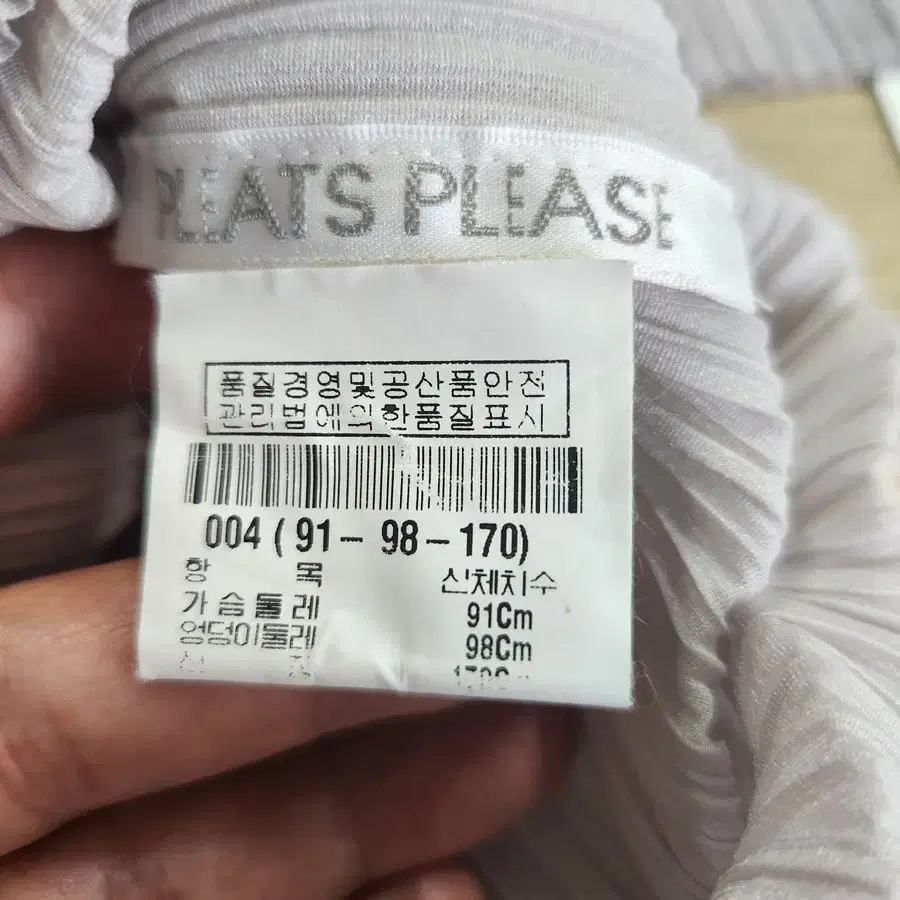 PLEATS PLEASE
품질경영및공산품안전
관리법에의한품질표시
004 ( 91 - 98 - 170)
항 목 신체치수
가슴둘레 91Cm
엉덩이둘레 98Cm